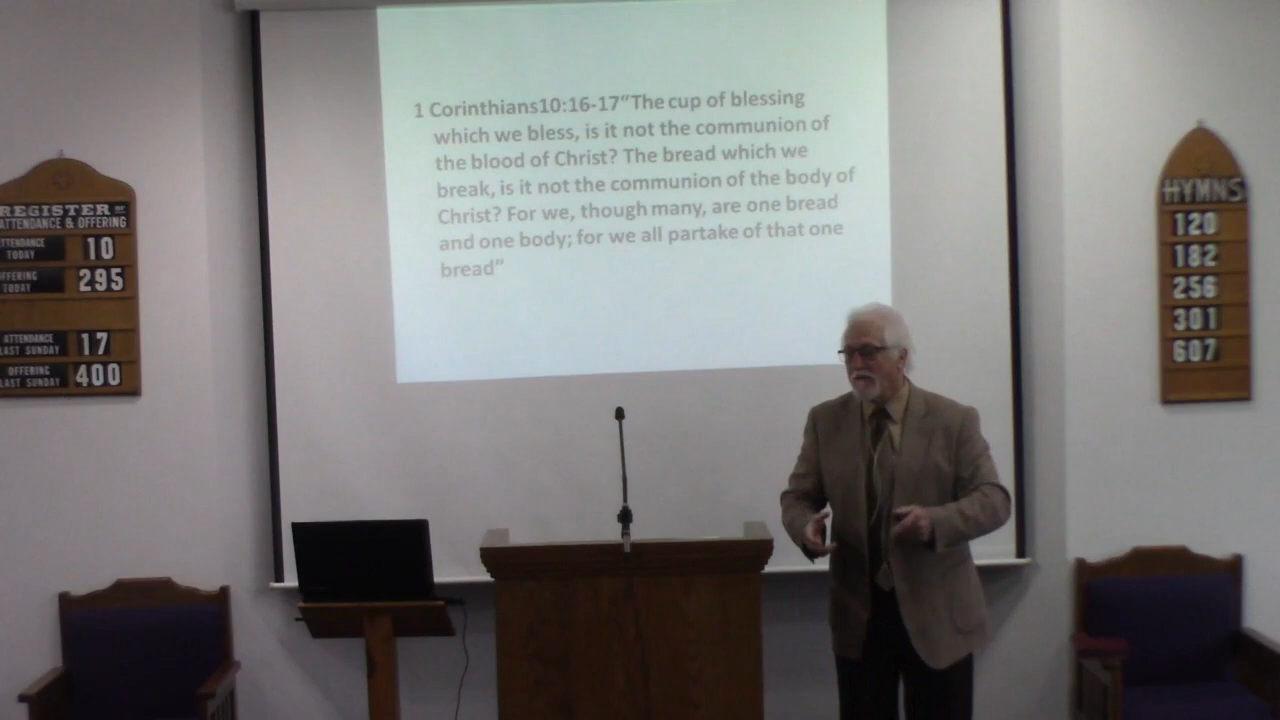 1 Corinthians10:16-17"The cup of blessing
which we bless, is it not the communion of
the blood of Christ? The bread which we
break, is it not the communion of the body of
Christ? For we, though many, are one bread
and one body; for we all partake of that one
bread"
REGISTER OF
ATTENDANCE & OFFERING
ATTENDANCE
TODAY
10
OFFERING
TODAY
295
ATTENDANCE
LAST SUNDAY
17
OFFERING
LAST SUNDAY
400
HYMNS
120
182
256
301
607